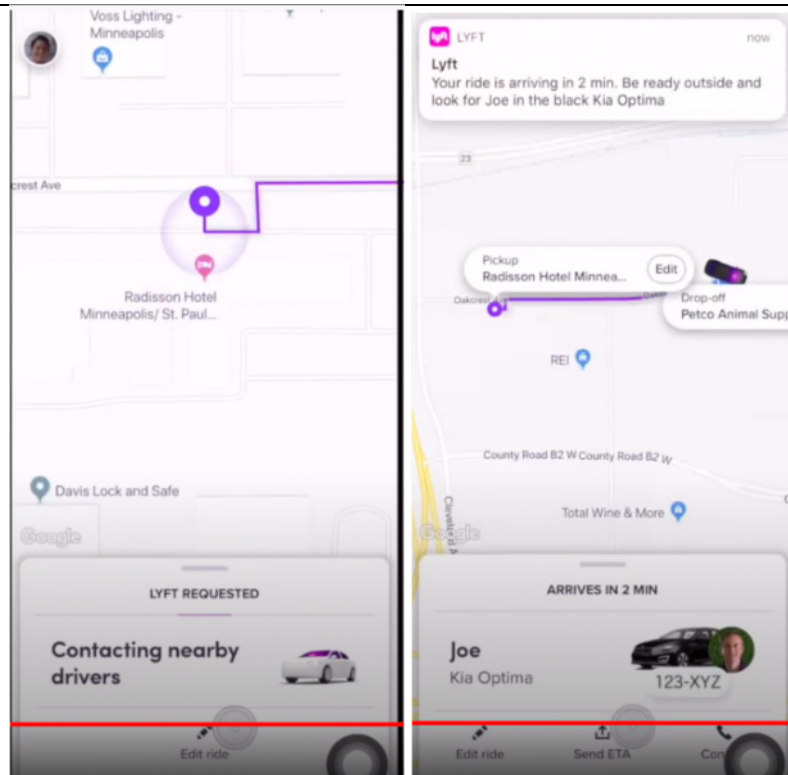 Voss Lighting -
Minneapolis
crest Ave
Radisson Hotel
Minneapolis/ St. Paul...
Davis Lock and Safe
Google
LYFT REQUESTED
Contacting nearby
drivers
Edit ride
LYFT
now
Lyft
Your ride is arriving in 2 min. Be ready outside and
look for Joe in the black Kia Optima
23
Pickup
Radisson Hotel Minnea...
Edit
Oakcrest
Drop-off
Petco Animal Supp
REI
County Road B2 W County Road B2 W
Total Wine & More
Cleveland A
Google
ARRIVES IN 2 MIN
Joe
Kia Optima
123-XYZ
Edit ride
Send ETA
Con